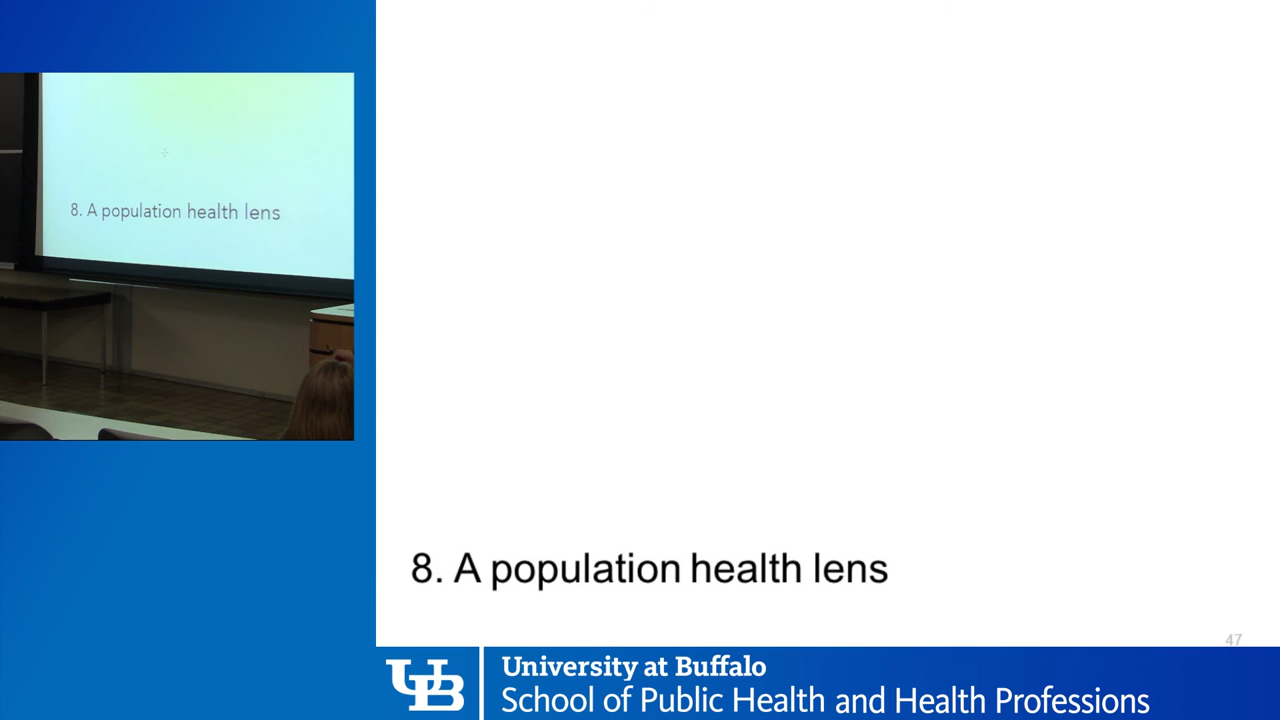 8. A population health lens
8. A population health lens
47
UB
University at Buffalo
School of Public Health and Health Professions